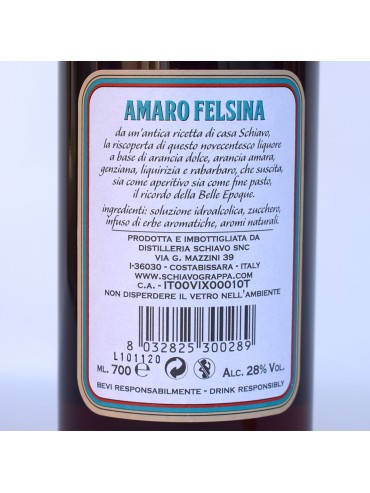 AMARO FELSINA
da un'antica ricetta di casa Schiavo,
la riscoperta di questo novecentesco liquore
a base di arancia dolce, arancia amara,
genziana, liquirizia e rabarbaro, che suscita,
sia come aperitivo sia come fine pasto,
il ricordo della Belle Epoque.
ingredienti: soluzione idroalcolica, zucchero,
infuso di erbe aromatiche, aromi naturali.
PRODOTTA E IMBOTTIGLIATA DA
DISTILLERIA SCHIAVO SNC
VIA G. MAZZINI 39
I-36030 - COSTABISSARA - ITALY
WWW.SCHIAVOGRAPPA.COM
C.A. - IT00VIX00010T
NON DISPERDERE IL VETRO NELL'AMBIENTE
8 032825 300289
L101120
ML. 700 e ALC. 28% VOL.
BEVI RESPONSABILMENTE - DRINK RESPONSIBLY